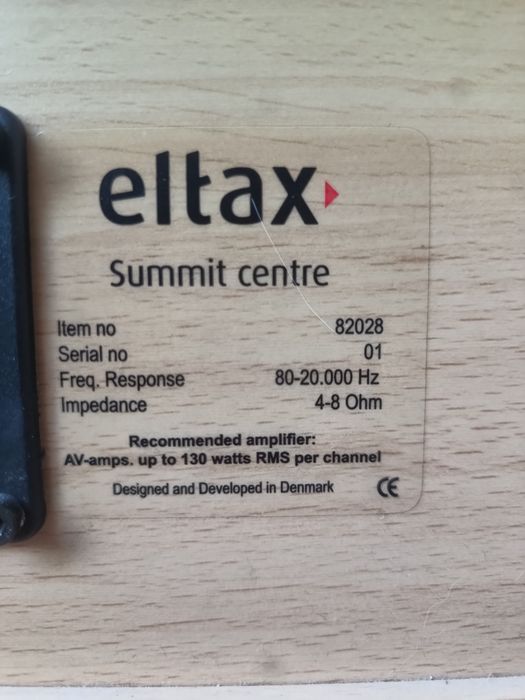 eltax
Summit centre
Item no 82028
Serial no 01
Freq. Response 80-20.000 Hz
Impedance 4-8 Ohm
Recommended amplifier:
AV-amps. up to 130 watts RMS per channel
Designed and Developed in Denmark CE